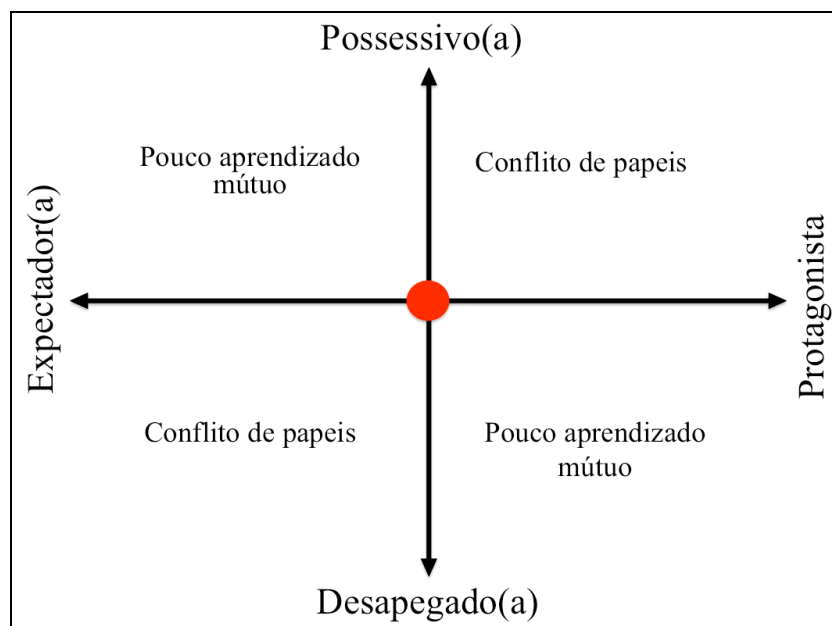 Possessivo(a)
Pouco aprendizado
mútuo
Conflito de papeis
Expectador(a)
Protagonista
Conflito de papeis
Pouco aprendizado
mútuo
Desapegado(a)